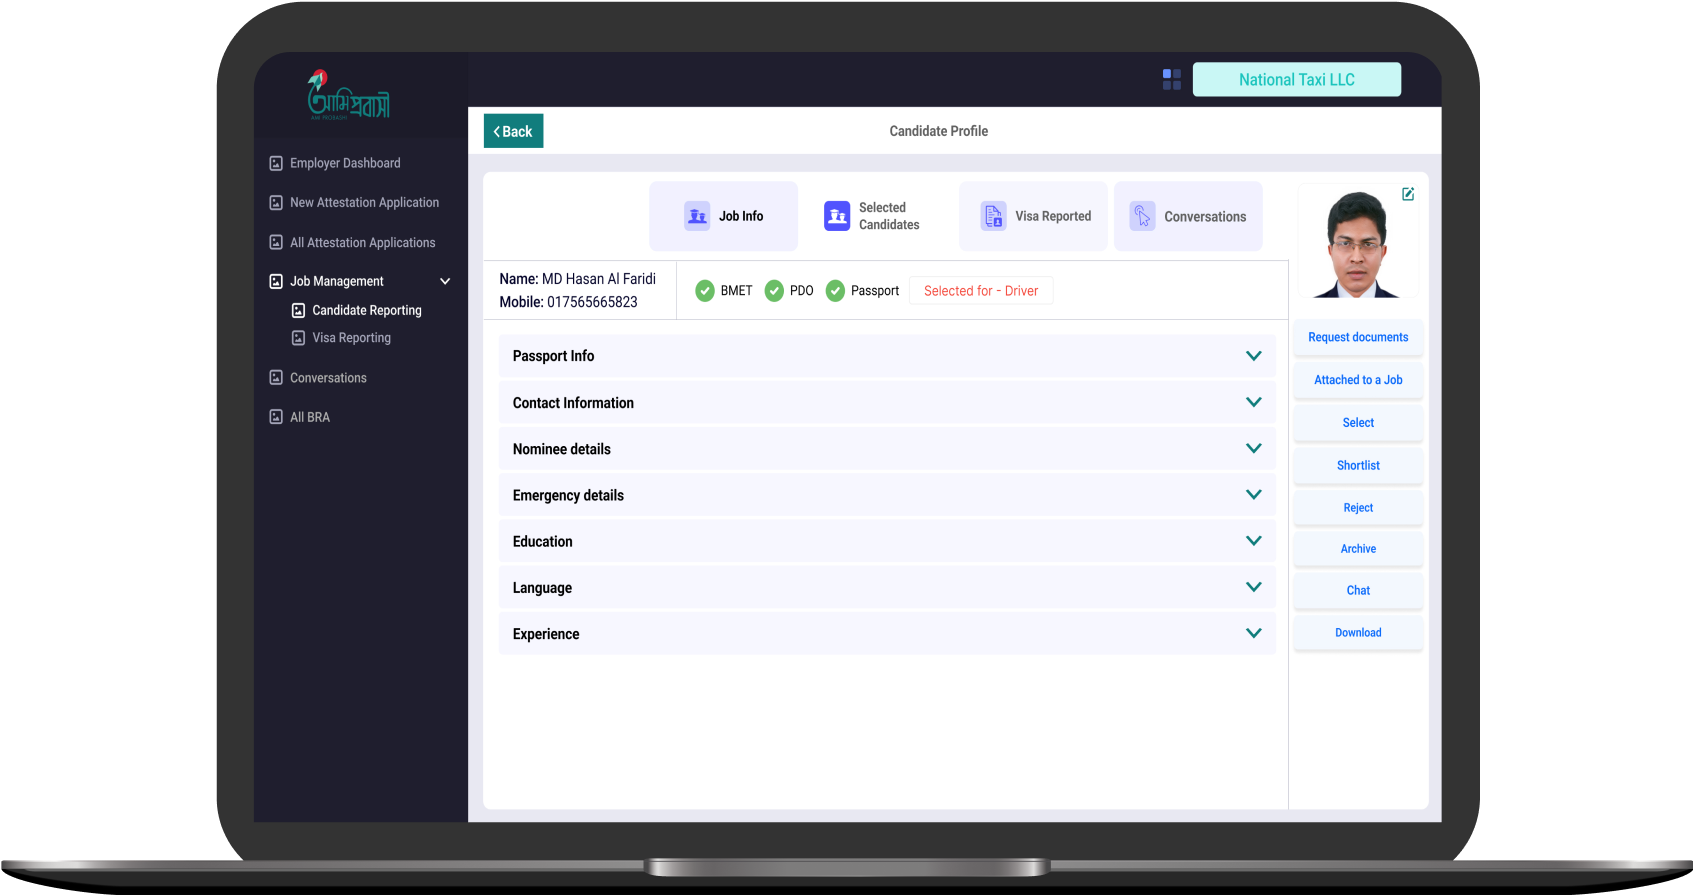 আমি প্রবাসী
AMI PROBASHI
National Taxi LLC
Back
Candidate Profile
Employer Dashboard
New Attestation Application
All Attestation Applications
Job Management
Candidate Reporting
Visa Reporting
Conversations
All BRA
Job Info
Selected
Candidates
Visa Reported
Conversations
Name: MD Hasan Al Faridi
Mobile: 017565665823
BMET
PDO
Passport
Selected for - Driver
Passport Info
Contact Information
Nominee details
Emergency details
Education
Language
Experience
Request documents
Attached to a Job
Select
Shortlist
Reject
Archive
Chat
Download